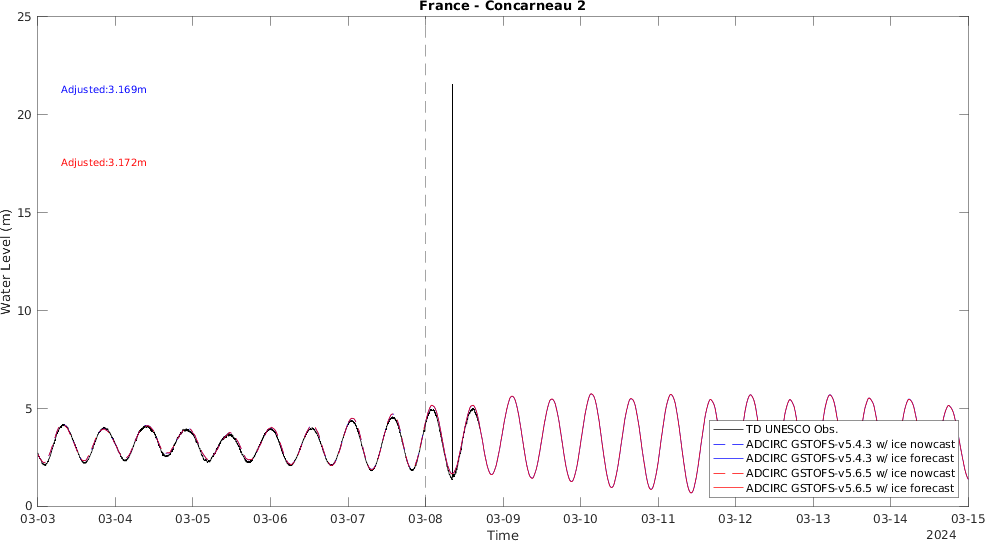 France - Concarneau 2
25
20
15
10
5
0
Water Level (m)
Adjusted:3.169m
Adjusted:3.172m
TD UNESCO Obs.
ADCIRC GSTOFS-v5.4.3 w/ ice nowcast
ADCIRC GSTOFS-v5.4.3 w/ ice forecast
ADCIRC GSTOFS-v5.6.5 w/ ice nowcast
ADCIRC GSTOFS-v5.6.5 w/ ice forecast
03-03 03-04 03-05 03-06 03-07 03-08 03-09 03-10 03-11 03-12 03-13 03-14 03-15
Time
2024